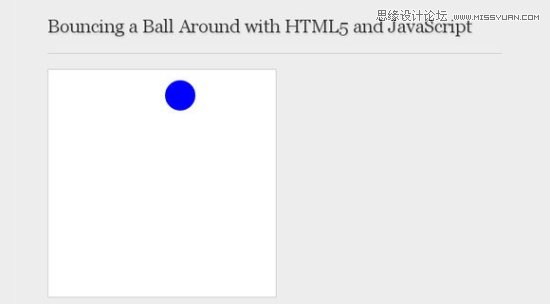 思缘设计论坛 www.missyuan.com
Bouncing a Ball Around with HTML5 and JavaScript